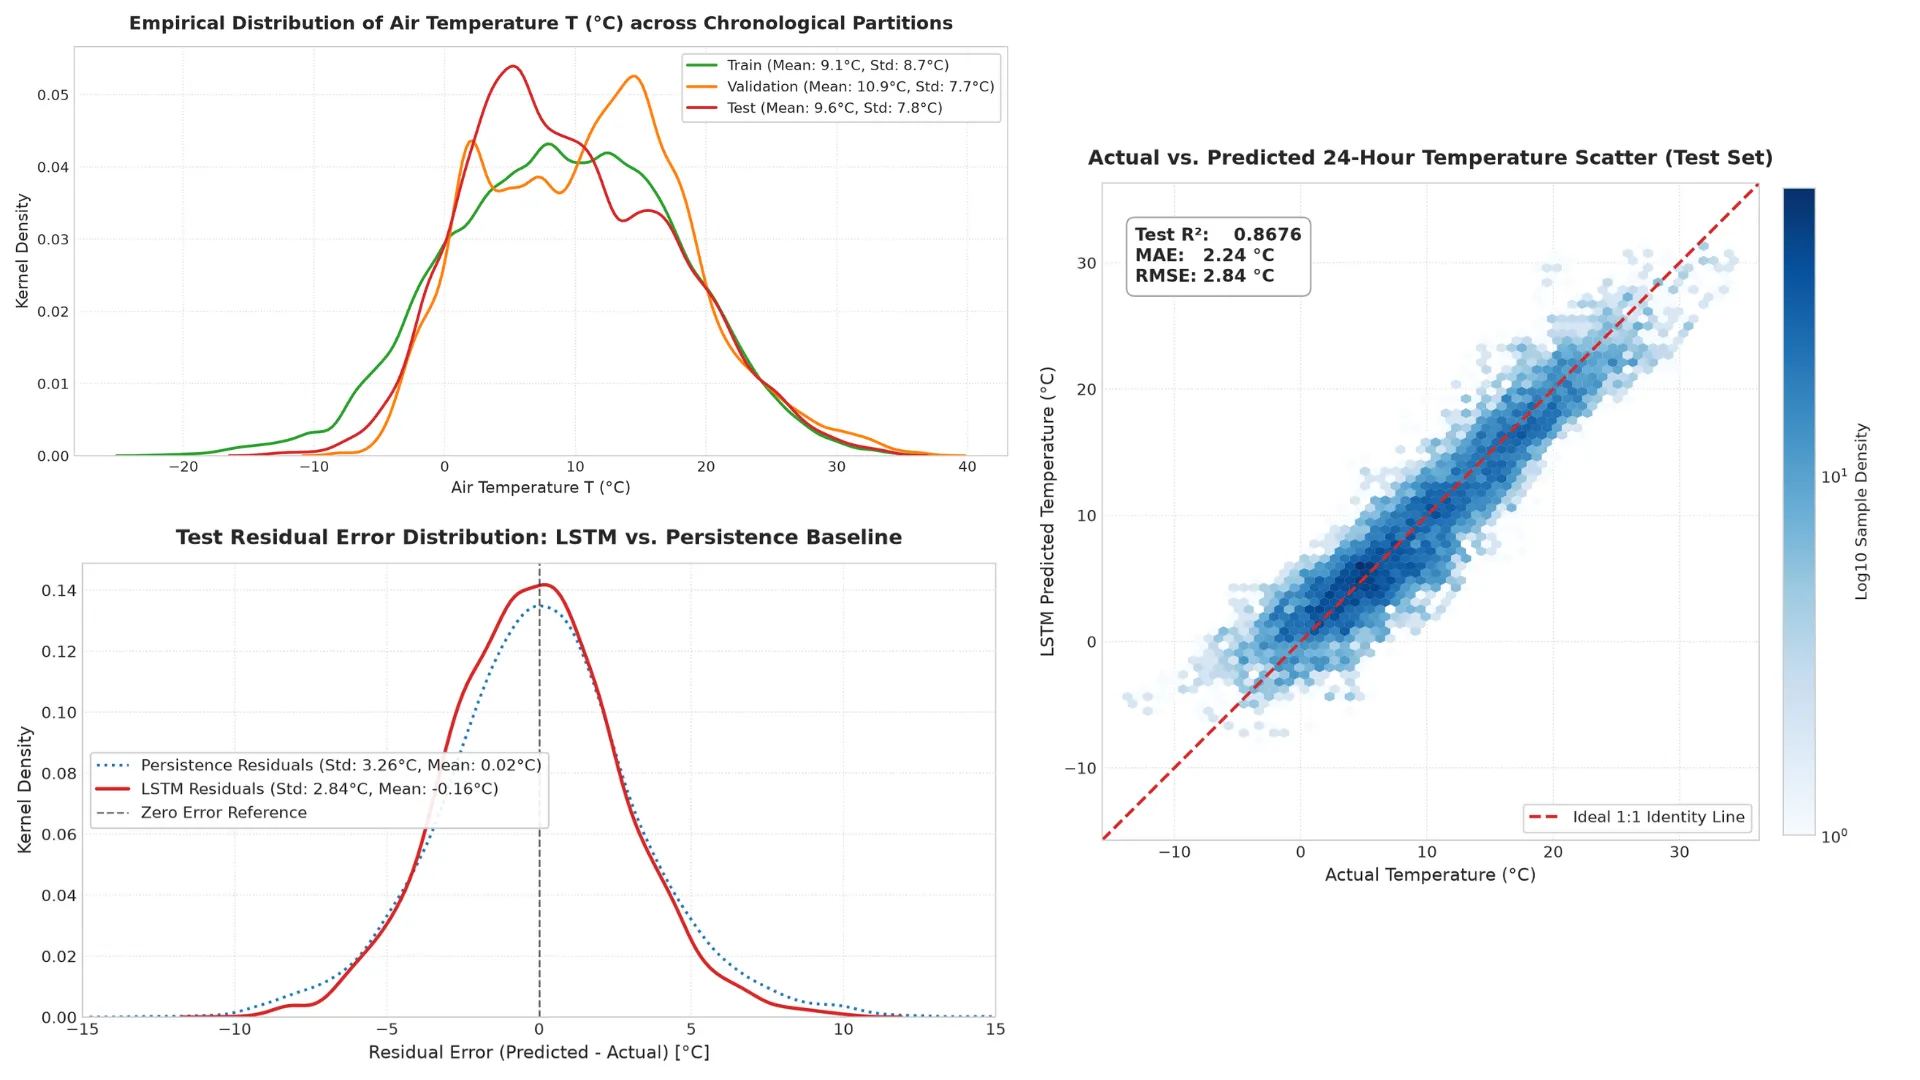 Empirical Distribution of Air Temperature T (°C) across Chronological Partitions
Train (Mean: 9.1°C, Std: 8.7°C)
Validation (Mean: 10.9°C, Std: 7.7°C)
Test (Mean: 9.6°C, Std: 7.8°C)
Kernel Density
0.05
0.04
0.03
0.02
0.01
0.00
−20
−10
0
10
20
30
40
Air Temperature T (°C)
Test Residual Error Distribution: LSTM vs. Persistence Baseline
Kernel Density
0.14
0.12
0.10
0.08
0.06
0.04
0.02
0.00
Persistence Residuals (Std: 3.26°C, Mean: 0.02°C)
LSTM Residuals (Std: 2.84°C, Mean: -0.16°C)
Zero Error Reference
−15
−10
−5
0
5
10
15
Residual Error (Predicted - Actual) [°C]
Actual vs. Predicted 24-Hour Temperature Scatter (Test Set)
Test R²: 0.8676
MAE: 2.24 °C
RMSE: 2.84 °C
LSTM Predicted Temperature (°C)
30
20
10
0
−10
Ideal 1:1 Identity Line
−10
0
10
20
30
Actual Temperature (°C)
10¹
10⁰
Log10 Sample Density